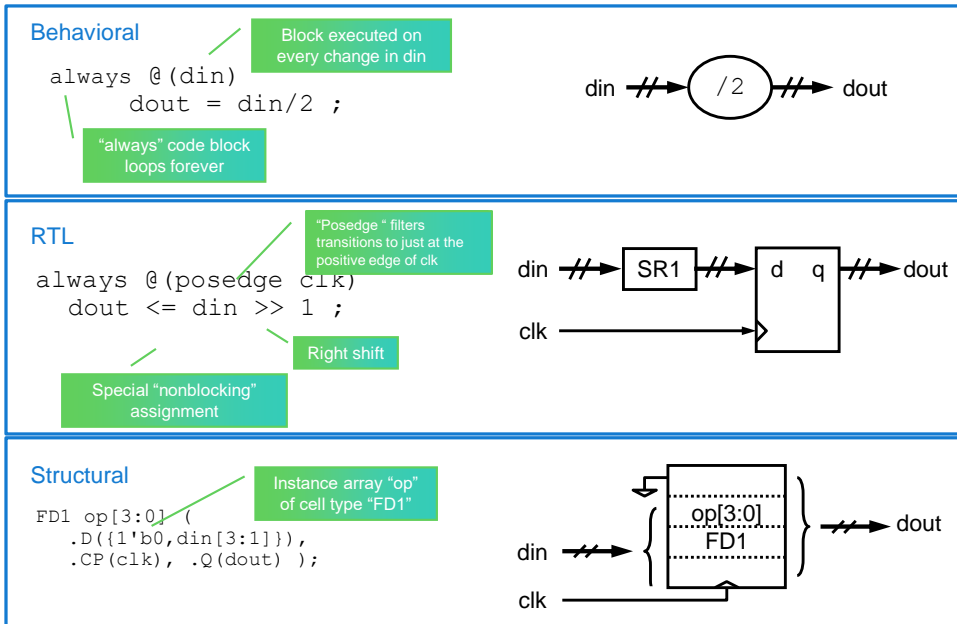 Behavioral
Block executed on
every change in din
always @(din)
dout = din/2 ;
“always” code block
loops forever
din
/2
dout
RTL
“Posedge “ filters
transitions to just at the
positive edge of clk
always @(posedge clk)
dout <= din >> 1 ;
Right shift
Special “nonblocking”
assignment
din
SR1
d q
dout
clk
Structural
Instance array “op”
of cell type “FD1”
FD1 op[3:0] (
.D({1'b0,din[3:1]}),
.CP(clk), .Q(dout) );
op[3:0]
FD1
din
dout
clk